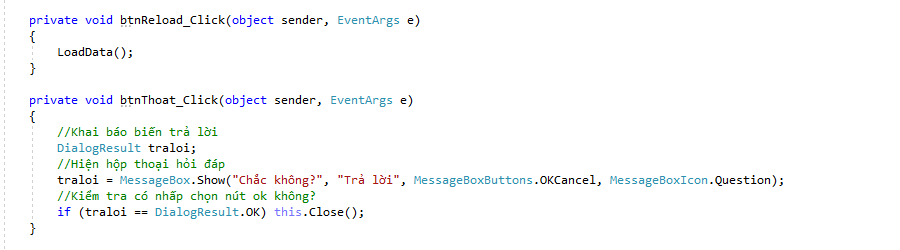 private void btnReload_Click(object sender, EventArgs e)
{
LoadData();
}
private void btnThoat_Click(object sender, EventArgs e)
{
//Khai báo biến trả lời
DialogResult traloi;
//Hiện hộp thoại hỏi đáp
traloi = MessageBox.Show("Chắc không?", "Trả lời", MessageBoxButtons.OKCancel, MessageBoxIcon.Question);
//Kiểm tra có nhấp chọn nút ok không?
if (traloi == DialogResult.OK) this.Close();
}